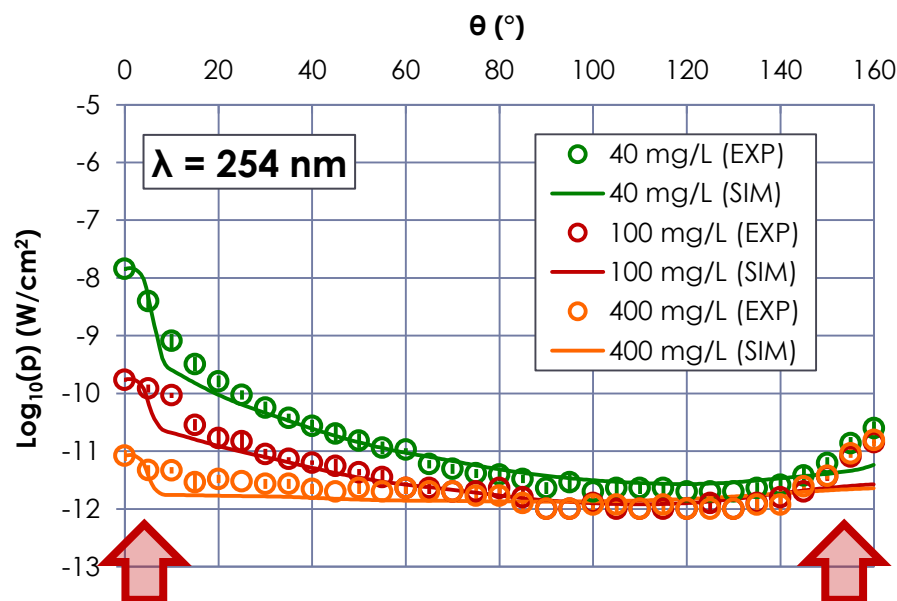 θ (°)
0 20 40 60 80 100 120 140 160
-5
-6
-7
-8
-9
-10
-11
-12
-13
Log₁₀(p) (W/cm²)
λ = 254 nm
40 mg/L (EXP)
40 mg/L (SIM)
100 mg/L (EXP)
100 mg/L (SIM)
400 mg/L (EXP)
400 mg/L (SIM)